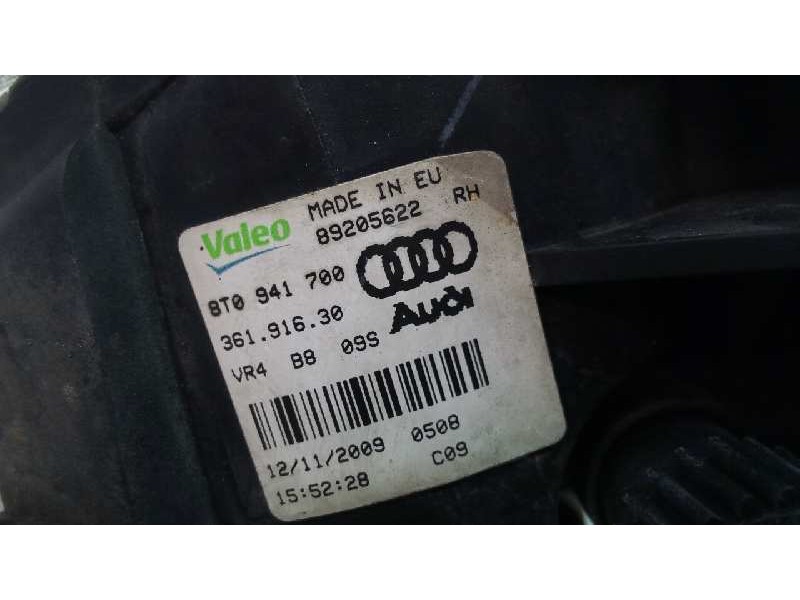 Valeo MADE IN EU
89205622 RH
8T0 941 700
361.916.30 Audi
VR4 B8 09S
12/11/2009 0508
15:52:28 C09